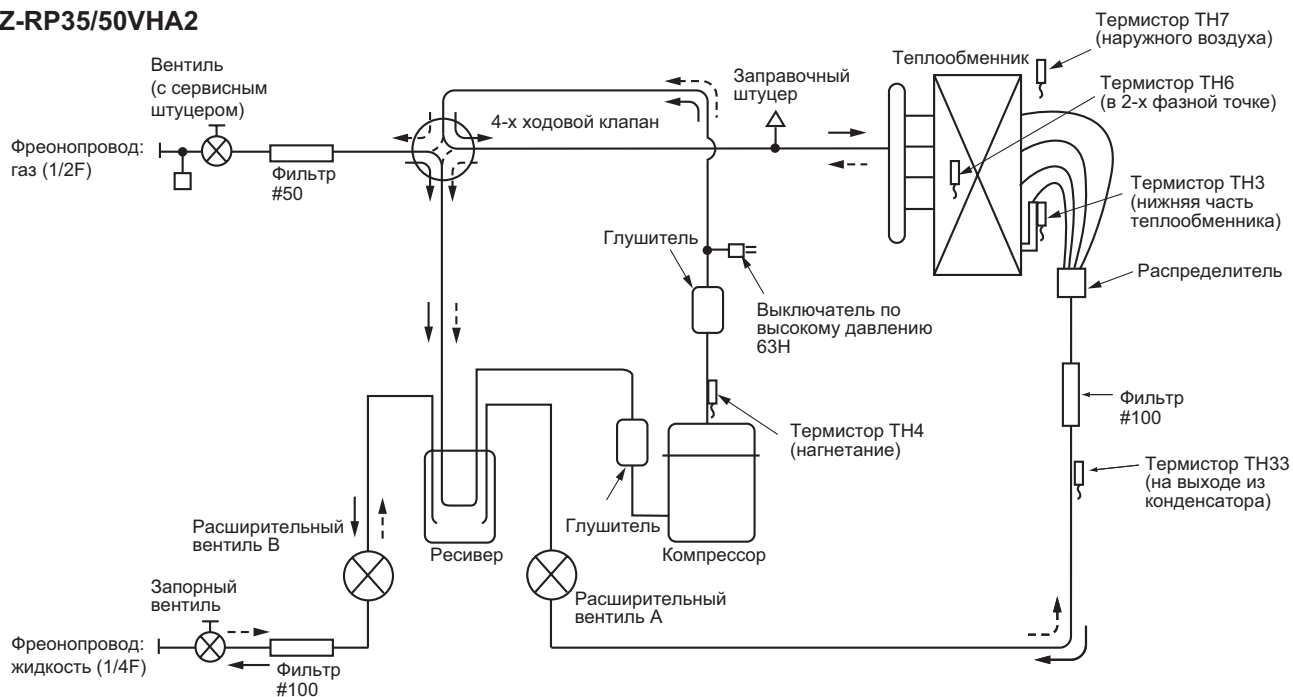 Z-RP35/50VHA2
Термистор TH7
(наружного воздуха)
Теплообменник
Термистор TH6
(в 2-х фазной точке)
Вентиль
(с сервисным
штуцером)
Заправочный
штуцер
4-х ходовой клапан
Фреонопровод:
газ (1/2F)
Фильтр
#50
Термистор TH3
(нижняя часть
теплообменника)
Глушитель
Распределитель
Выключатель по
высокому давлению
63H
Фильтр
#100
Термистор TH4
(нагнетание)
Термистор TH33
(на выходе из
конденсатора)
Глушитель
Расширительный
вентиль B
Ресивер
Компрессор
Запорный
вентиль
Расширительный
вентиль A
Фреонопровод:
жидкость (1/4F)
Фильтр
#100